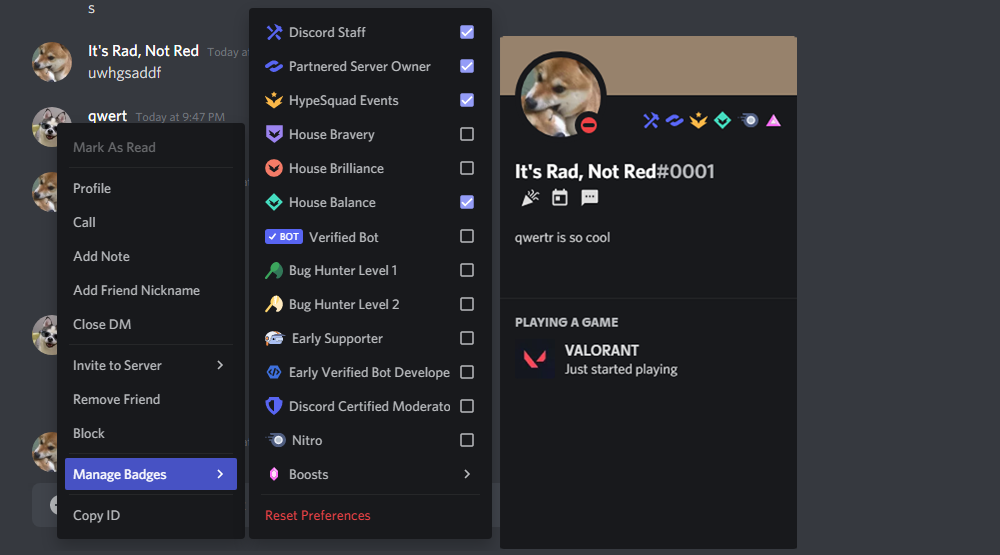 s
It's Rad, Not Red Today at
uwhgsaddf
qwert Today at 9:47 PM
Mark As Read
Profile
Call
Add Note
Add Friend Nickname
Close DM
Invite to Server
Remove Friend
Block
Manage Badges
Copy ID
Discord Staff
Partnered Server Owner
HypeSquad Events
House Bravery
House Brilliance
House Balance
BOT Verified Bot
Bug Hunter Level 1
Bug Hunter Level 2
Early Supporter
Early Verified Bot Develope
Discord Certified Moderato
Nitro
Boosts
Reset Preferences
It's Rad, Not Red#0001
qwertr is so cool
PLAYING A GAME
VALORANT
Just started playing